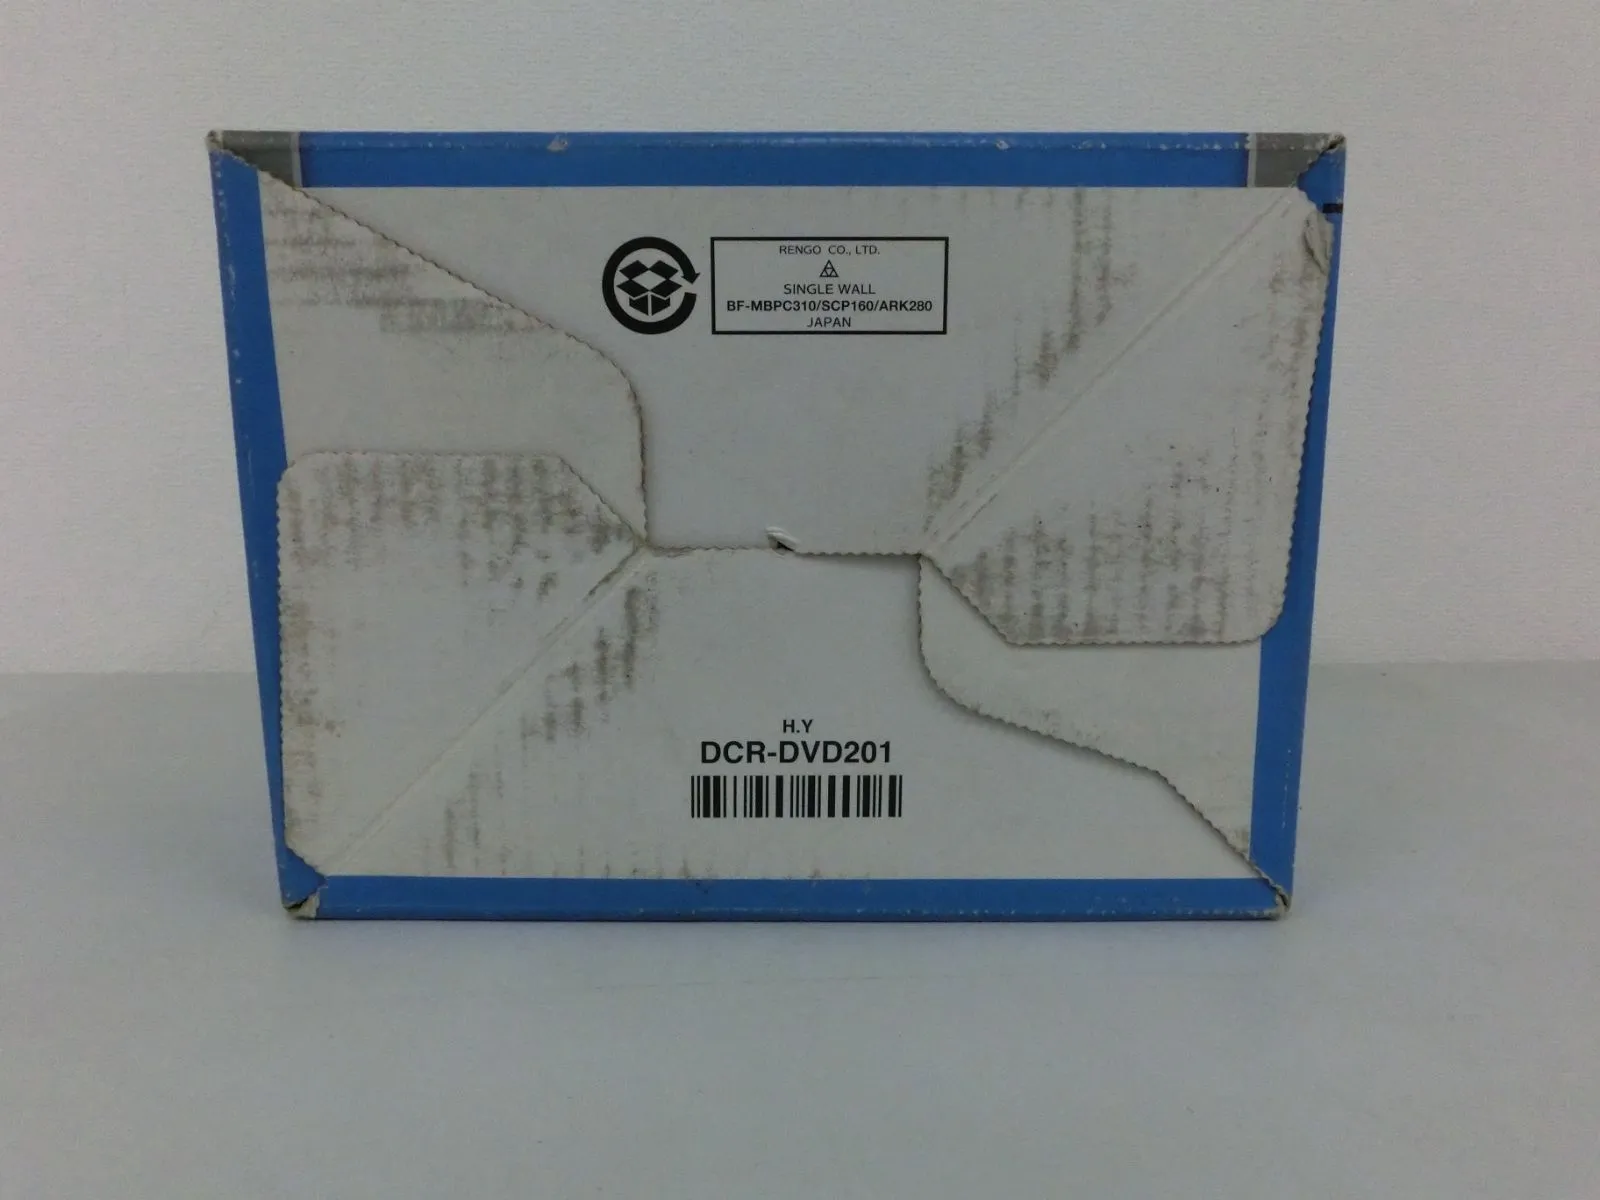 RENGO CO., LTD.
SINGLE WALL
BF-MBPC310/SCP160/ARK280
JAPAN
H.Y
DCR-DVD201